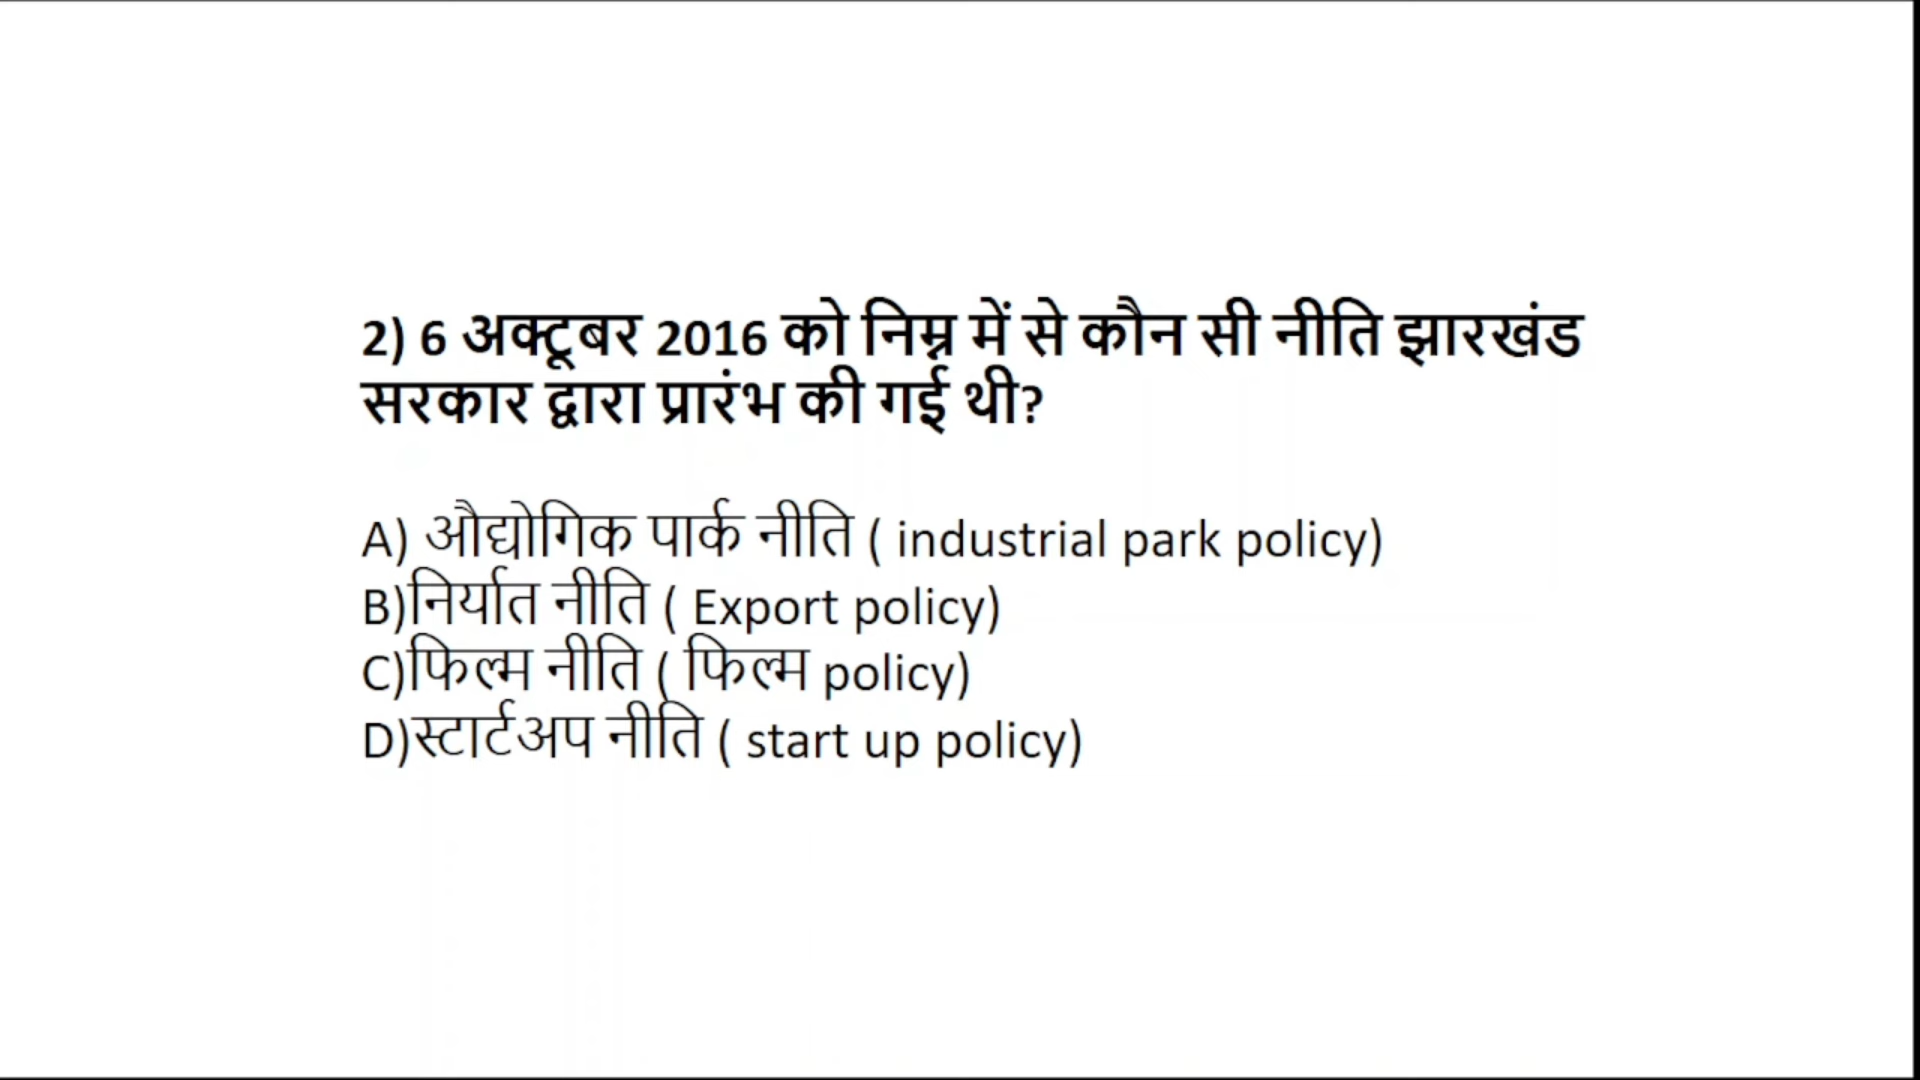 2) 6 अक्टूबर 2016 को निम्न में से कौन सी नीति झारखंड
सरकार द्वारा प्रारंभ की गई थी?
A) औद्योगिक पार्क नीति ( industrial park policy)
B)निर्यात नीति ( Export policy)
C)फिल्म नीति ( फिल्म policy)
D)स्टार्टअप नीति ( start up policy)